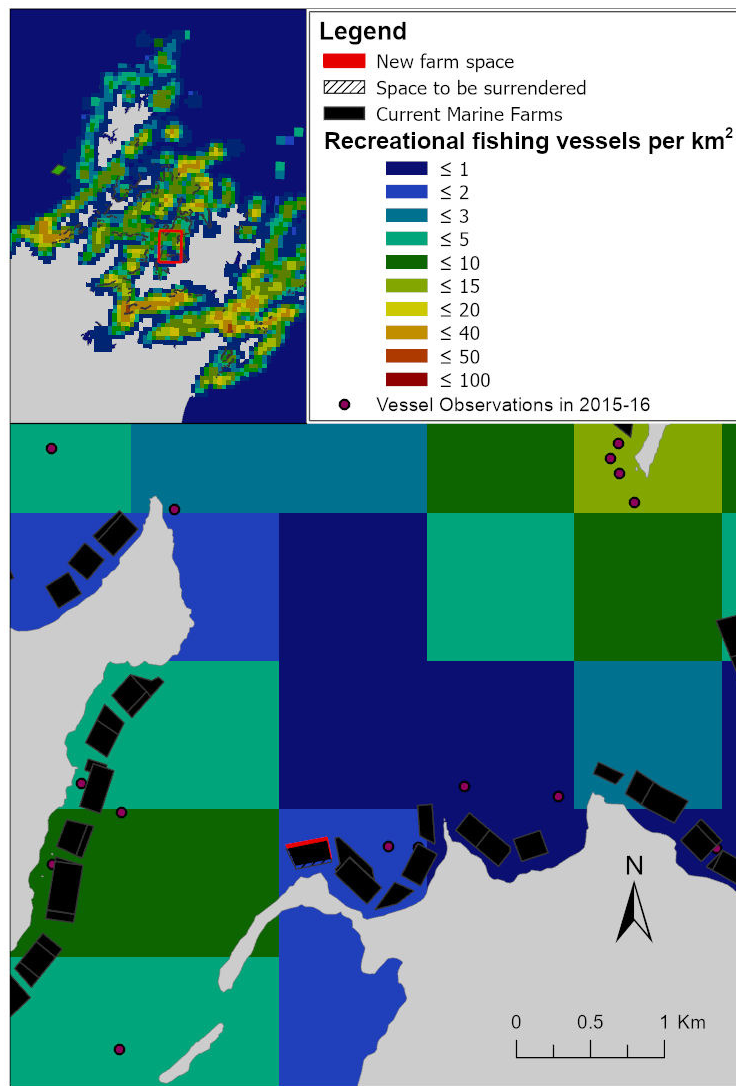 Legend
New farm space
Space to be surrendered
Current Marine Farms
Recreational fishing vessels per km²
≤ 1
≤ 2
≤ 3
≤ 5
≤ 10
≤ 15
≤ 20
≤ 40
≤ 50
≤ 100
Vessel Observations in 2015-16
N
0 0.5 1 Km